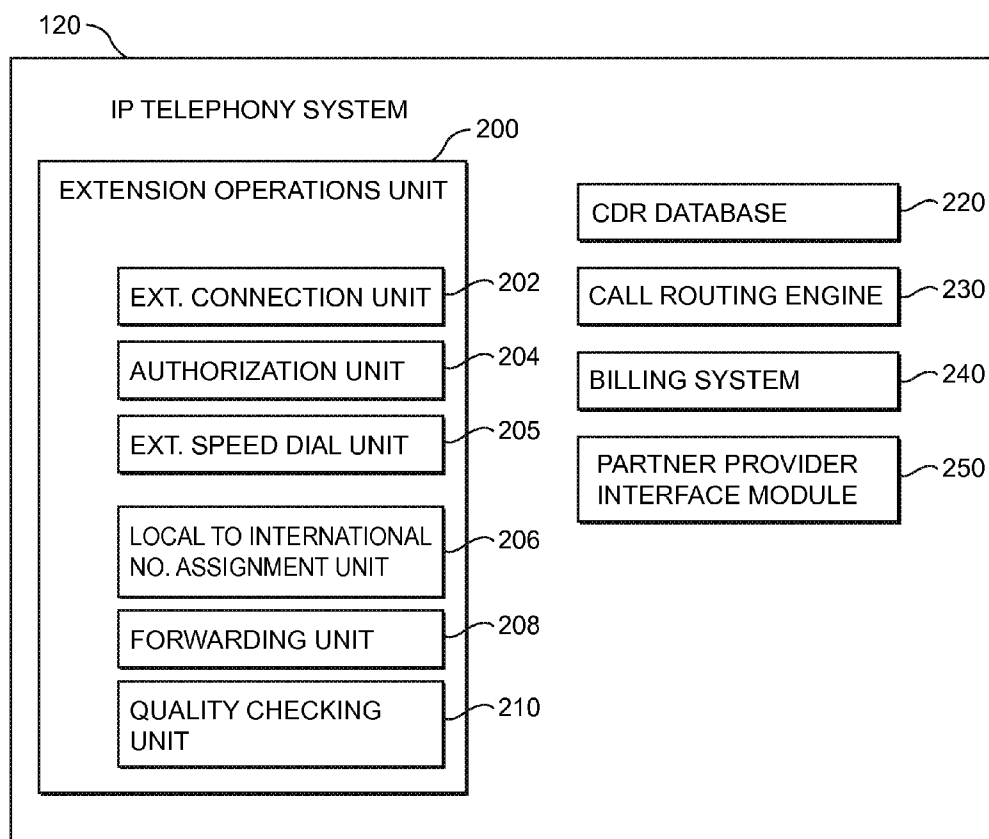 120
IP TELEPHONY SYSTEM
200
EXTENSION OPERATIONS UNIT
EXT. CONNECTION UNIT
202
AUTHORIZATION UNIT
204
EXT. SPEED DIAL UNIT
205
LOCAL TO INTERNATIONAL
NO. ASSIGNMENT UNIT
206
FORWARDING UNIT
208
QUALITY CHECKING
UNIT
210
CDR DATABASE
220
CALL ROUTING ENGINE
230
BILLING SYSTEM
240
PARTNER PROVIDER
INTERFACE MODULE
250